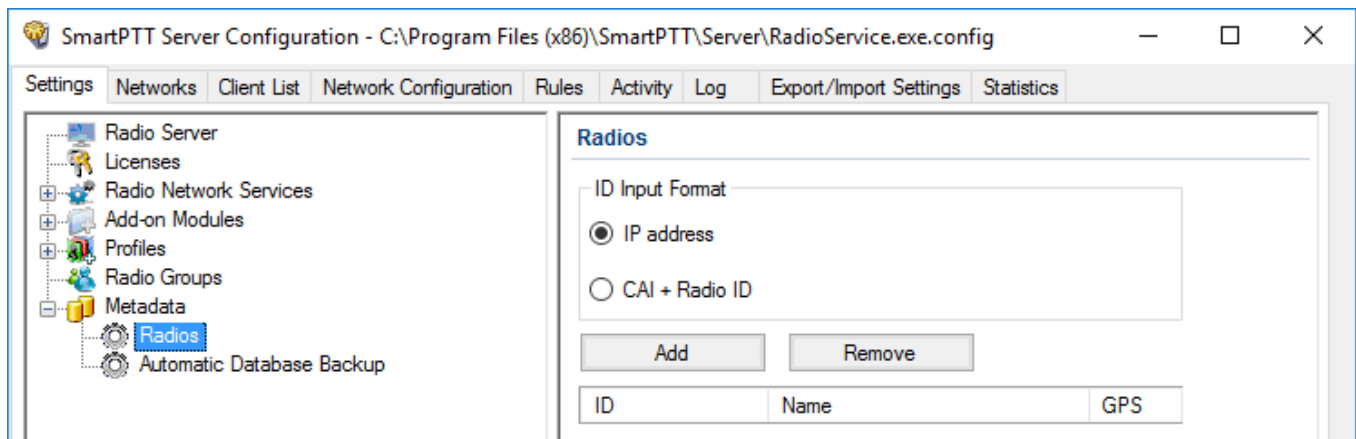 SmartPTT Server Configuration - C:\Program Files (x86)\SmartPTT\Server\RadioService.exe.config
Settings Networks Client List Network Configuration Rules Activity Log Export/Import Settings Statistics
Radio Server
Licenses
Radio Network Services
Add-on Modules
Profiles
Radio Groups
Metadata
Radios
Automatic Database Backup
Radios
ID Input Format
IP address
CAI + Radio ID
Add Remove
ID Name GPS